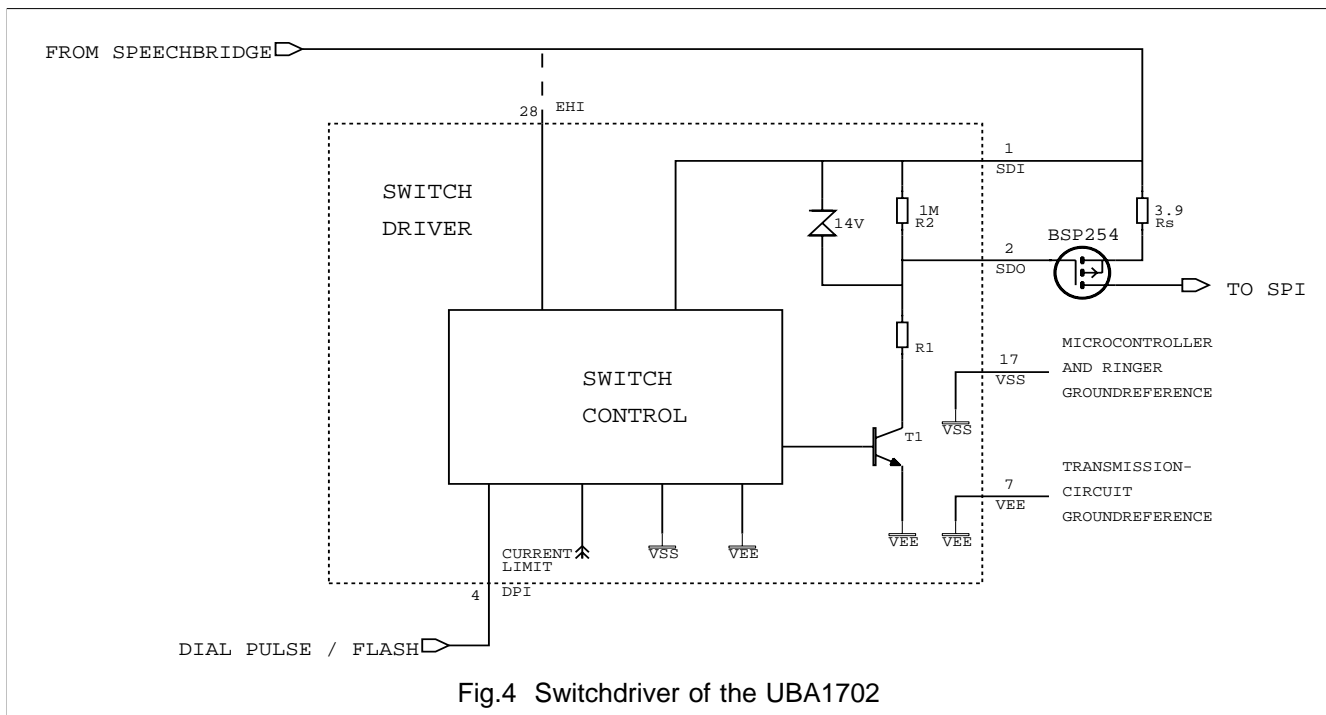 FROM SPEECHBRIDGE
28 EHI
1
SDI
SWITCH
DRIVER
14V
1M
R2
3.9
Rs
BSP254
2
SDO
TO SPI
R1
MICROCONTROLLER
AND RINGER
GROUNDREFERENCE
17
VSS
VSS
SWITCH
CONTROL
T1
TRANSMISSION-
CIRCUIT
GROUNDREFERENCE
7
VEE
VEE
VEE
CURRENT
LIMIT
VSS
VEE
4 DPI
DIAL PULSE / FLASH
Fig.4 Switchdriver of the UBA1702